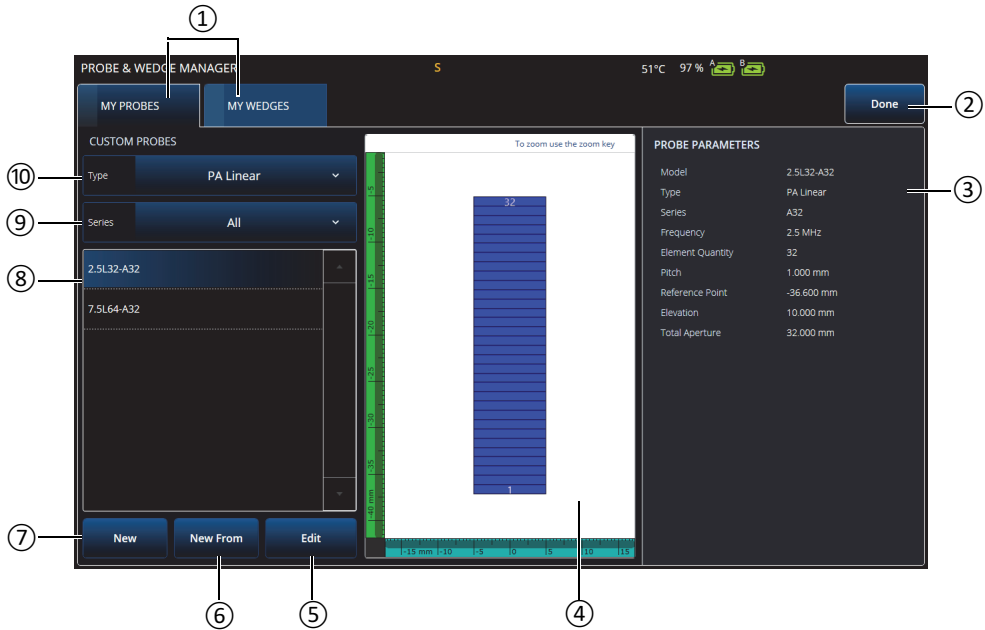 ①
PROBE & WEDGE MANAGER S 51°C 97 % A B
MY PROBES MY WEDGES Done ②
CUSTOM PROBES
⑩ Type PA Linear
⑨ Series All
⑧ 2.5L32-A32
7.5L64-A32
⑦ New New From Edit
⑥ ⑤
To zoom use the zoom key
-5
-10
-15
-20
-25
-30
-35
-40 mm
32
1
-15 mm -10 -5 0 5 10 15
④
PROBE PARAMETERS
Model 2.5L32-A32
Type PA Linear ③
Series A32
Frequency 2.5 MHz
Element Quantity 32
Pitch 1.000 mm
Reference Point -36.600 mm
Elevation 10.000 mm
Total Aperture 32.000 mm